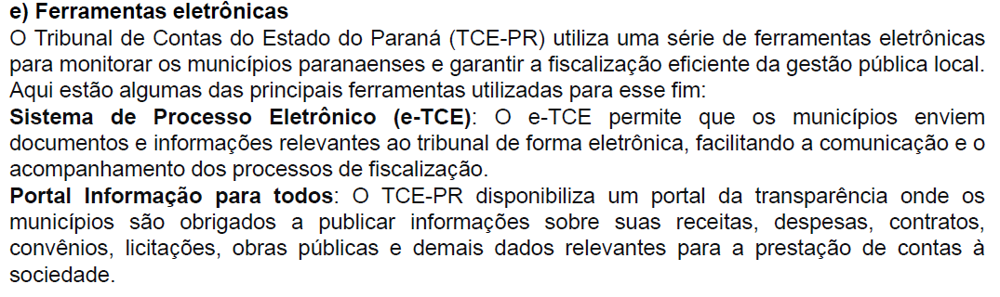 e) Ferramentas eletrônicas
O Tribunal de Contas do Estado do Paraná (TCE-PR) utiliza uma série de ferramentas eletrônicas
para monitorar os municípios paranaenses e garantir a fiscalização eficiente da gestão pública local.
Aqui estão algumas das principais ferramentas utilizadas para esse fim:
Sistema de Processo Eletrônico (e-TCE): O e-TCE permite que os municípios enviem
documentos e informações relevantes ao tribunal de forma eletrônica, facilitando a comunicação e o
acompanhamento dos processos de fiscalização.
Portal Informação para todos: O TCE-PR disponibiliza um portal da transparência onde os
municípios são obrigados a publicar informações sobre suas receitas, despesas, contratos,
convênios, licitações, obras públicas e demais dados relevantes para a prestação de contas à
sociedade.